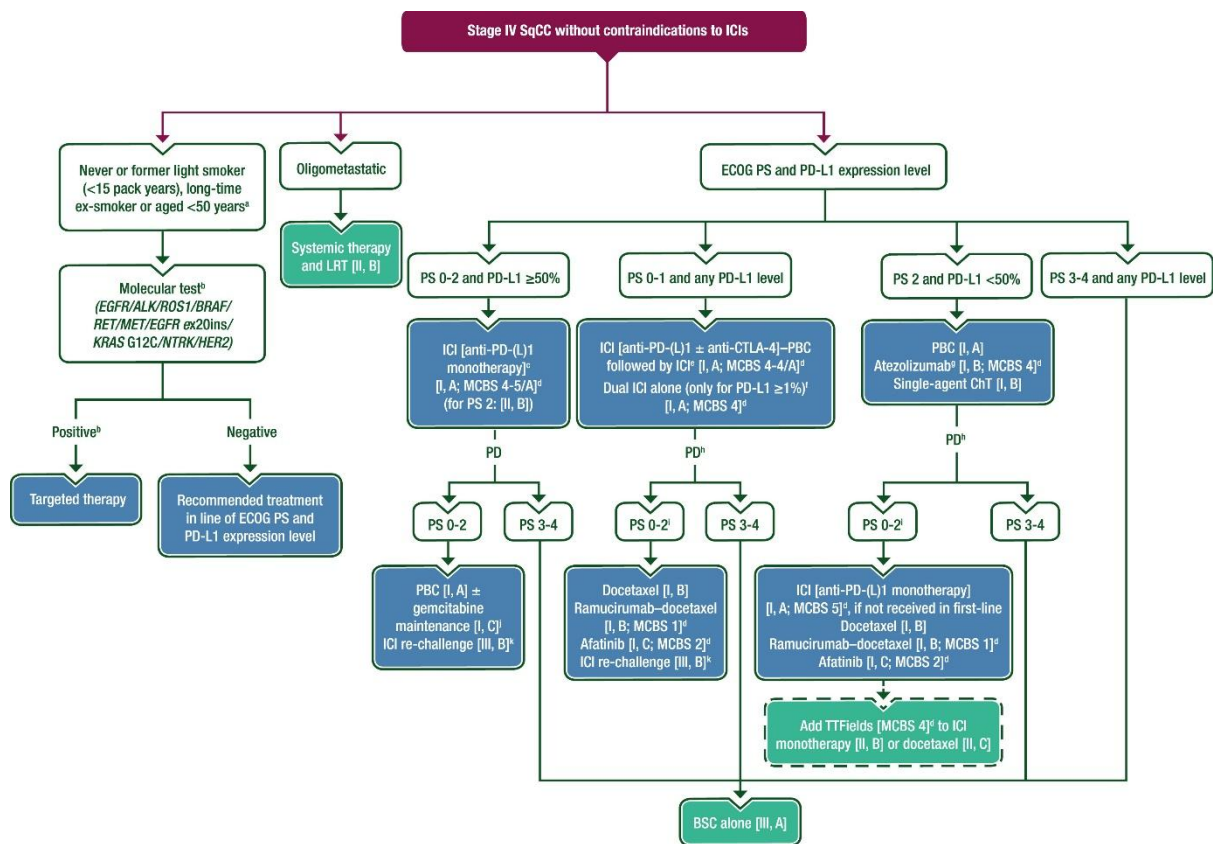 Stage IV SqCC without contraindications to ICIs
Never or former light smoker
(<15 pack years), long-time
ex-smoker or aged <50 yearsᵃ
Oligometastatic
ECOG PS and PD-L1 expression level
Systemic therapy
and LRT [II, B]
Molecular testᵇ
(EGFR/ALK/ROS1/BRAF/
RET/MET/EGFR ex20ins/
KRAS G12C/NTRK/HER2)
Positiveᵇ
Negative
Targeted therapy
Recommended treatment
in line of ECOG PS and
PD-L1 expression level
PS 0-2 and PD-L1 ≥50%
PS 0-1 and any PD-L1 level
PS 2 and PD-L1 <50%
PS 3-4 and any PD-L1 level
ICI [anti-PD-(L)1
monotherapy]ᶜ
[I, A; MCBS 4-5/A]ᵈ
(for PS 2: [II, B])
ICI [anti-PD-(L)1 ± anti-CTLA-4]–PBC
followed by ICIᵉ [I, A; MCBS 4-4/A]ᵈ
Dual ICI alone (only for PD-L1 ≥1%)ᶠ
[I, A; MCBS 4]ᵈ
PBC [I, A]
Atezolizumabᵍ [I, B; MCBS 4]ᵈ
Single-agent ChT [I, B]
PD
PDʰ
PDʰ
PS 0-2
PS 3-4
PS 0-2ⁱ
PS 3-4
PS 0-2ⁱ
PS 3-4
PBC [I, A] ±
gemcitabine
maintenance [I, C]ʲ
ICI re-challenge [III, B]ᵏ
Docetaxel [I, B]
Ramucirumab–docetaxel
[I, B; MCBS 1]ᵈ
Afatinib [I, C; MCBS 2]ᵈ
ICI re-challenge [III, B]ᵏ
ICI [anti-PD-(L)1 monotherapy]
[I, A; MCBS 5]ᵈ, if not received in first-line
Docetaxel [I, B]
Ramucirumab–docetaxel [I, B; MCBS 1]ᵈ
Afatinib [I, C; MCBS 2]ᵈ
Add TTFields [MCBS 4]ᵈ to ICI
monotherapy [II, B] or docetaxel [II, C]
BSC alone [III, A]